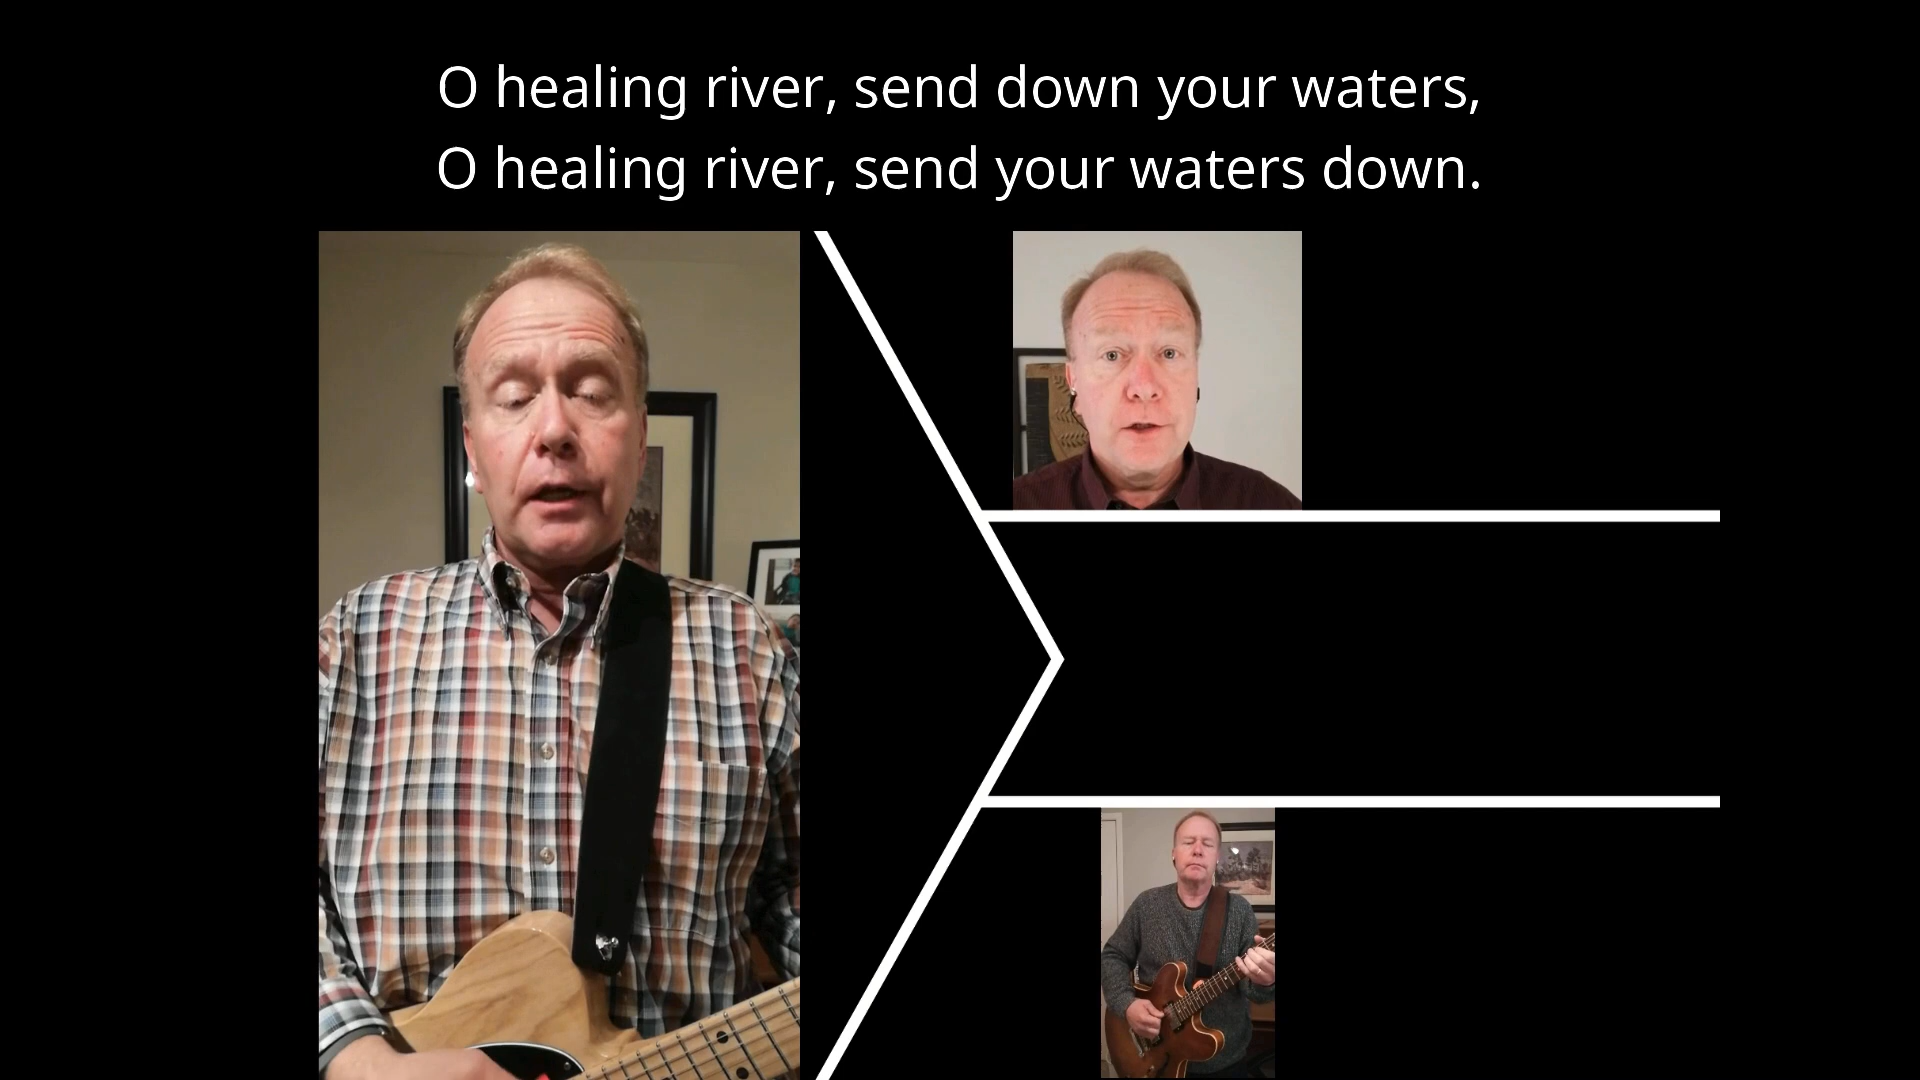 O healing river, send down your waters,
O healing river, send your waters down.